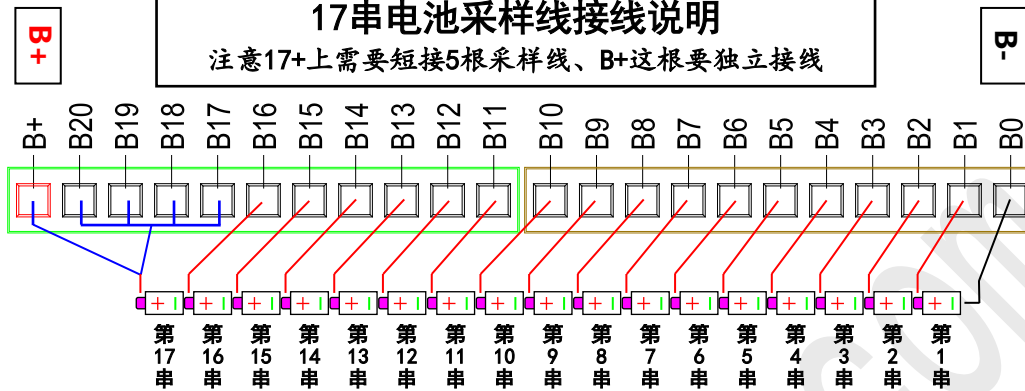 17串电池采样线接线说明
注意17+上需要短接5根采样线、B+这根要独立接线
B+
B-
B+ B20 B19 B18 B17 B16 B15 B14 B13 B12 B11 B10 B9 B8 B7 B6 B5 B4 B3 B2 B1 B0
第17串 第16串 第15串 第14串 第13串 第12串 第11串 第10串 第9串 第8串 第7串 第6串 第5串 第4串 第3串 第2串 第1串
com